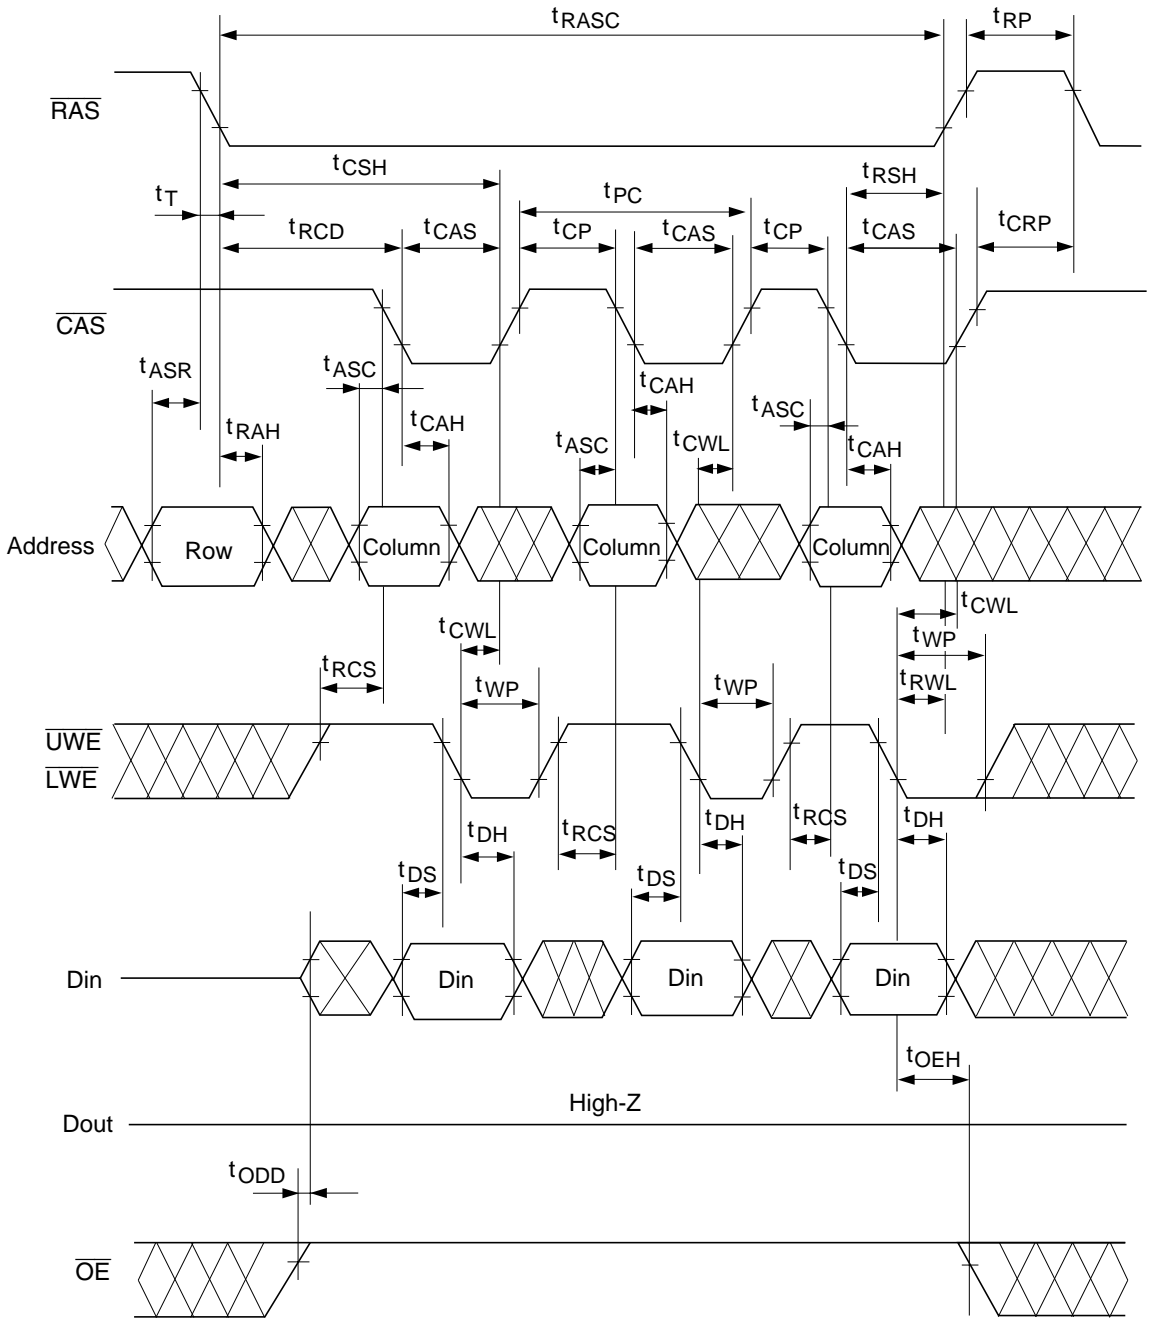 tRASC tRP
RAS
tCSH tRSH
tT tPC
tRCD tCAS tCP tCAS tCP tCAS tCRP
CAS
tASR tASC tCAH tASC
tRAH tCAH tASC tCWL tCAH
Address Row Column Column Column
tCWL tCWL
tRCS tWP tWP tWP
tRWL
UWE
LWE
tDH tRCS tDH tRCS tDH
tDS tDS tDS
Din Din Din Din
tOEH
High-Z
Dout
tODD
OE